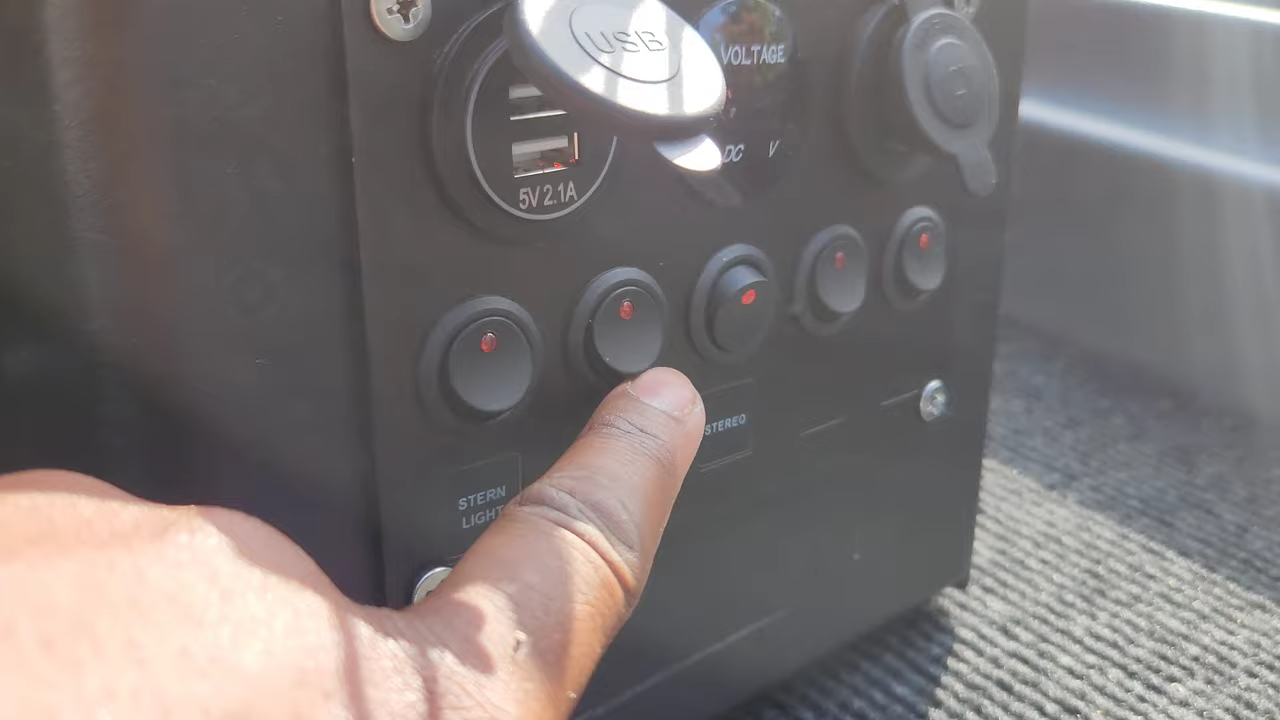 USB
VOLTAGE
DC V
5V 2.1A
STEREO
STERN
LIGHT